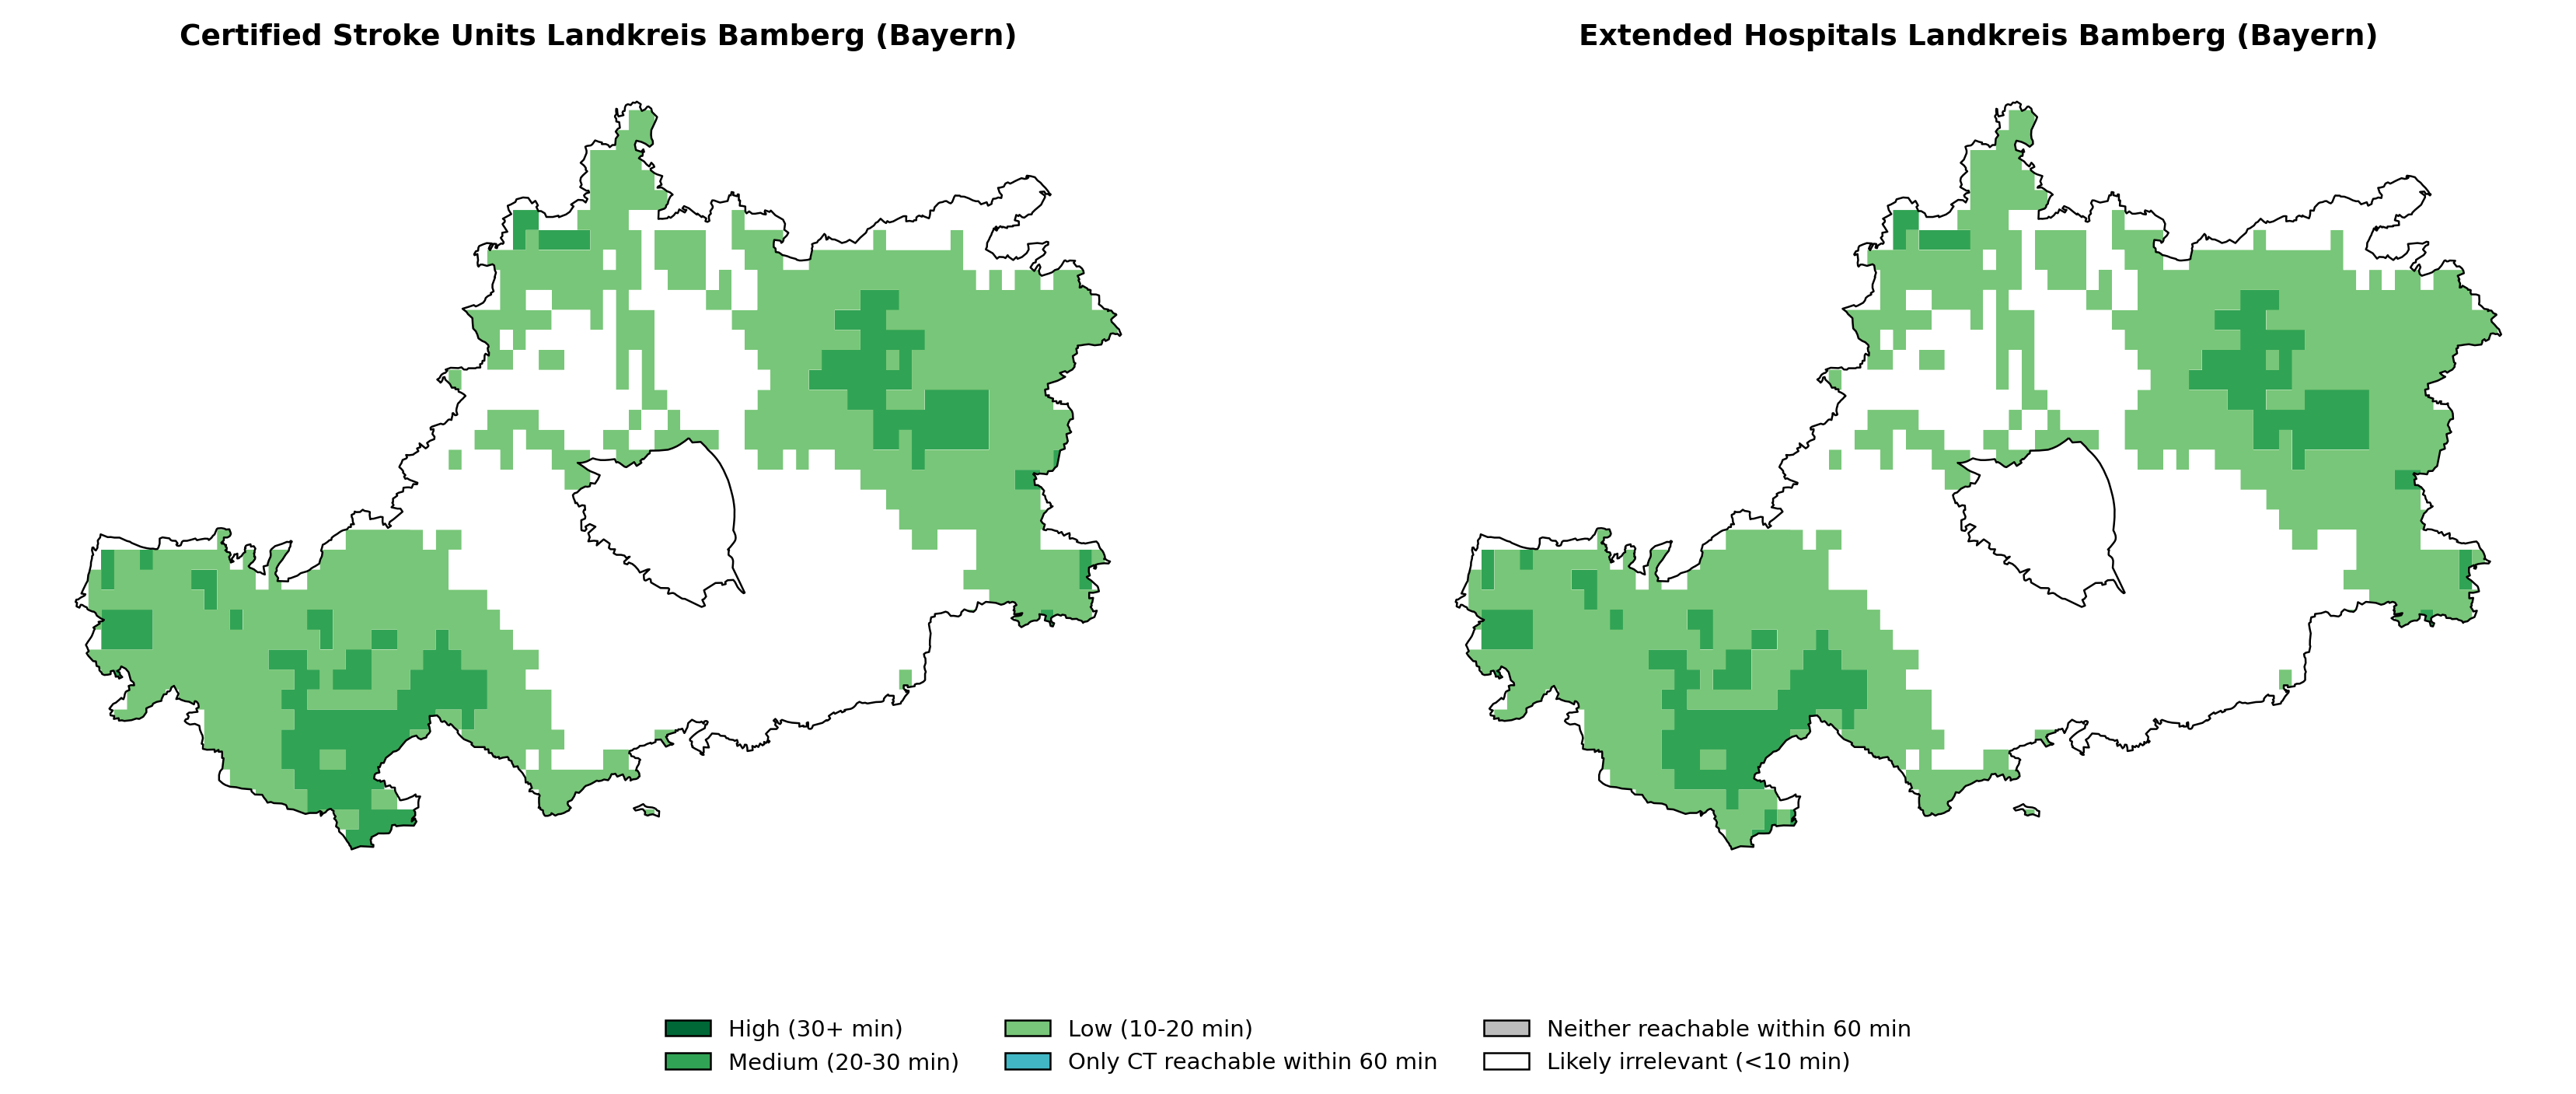 Certified Stroke Units Landkreis Bamberg (Bayern)
Extended Hospitals Landkreis Bamberg (Bayern)
High (30+ min)
Medium (20-30 min)
Low (10-20 min)
Only CT reachable within 60 min
Neither reachable within 60 min
Likely irrelevant (<10 min)